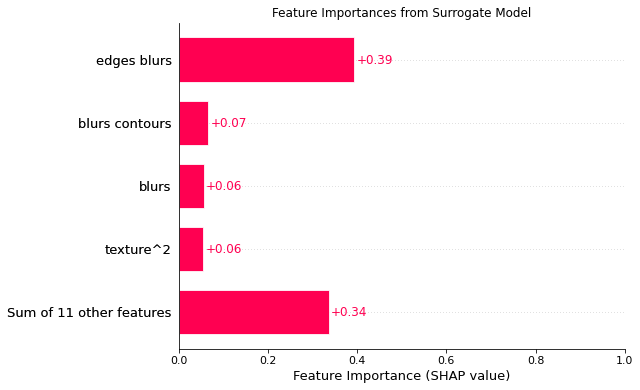 Feature Importances from Surrogate Model
edges blurs
+0.39
blurs contours
+0.07
blurs
+0.06
texture^2
+0.06
Sum of 11 other features
+0.34
0.0 0.2 0.4 0.6 0.8 1.0
Feature Importance (SHAP value)